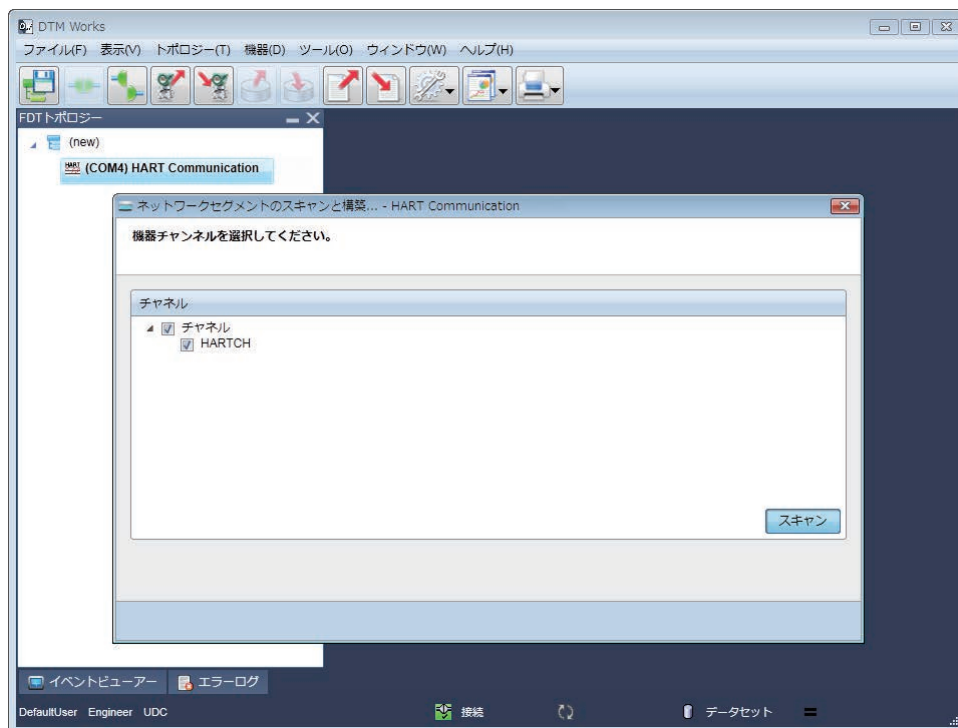 DTM Works
ファイル(F) 表示(V) トポロジー(T) 機器(D) ツール(O) ウィンドウ(W) ヘルプ(H)
FDTトポロジー
(new)
HART (COM4) HART Communication
ネットワークセグメントのスキャンと構築... - HART Communication
機器チャンネルを選択してください。
チャネル
チャネル
HARTCH
スキャン
イベントビューアー エラーログ
DefaultUser Engineer UDC 接続 データセット